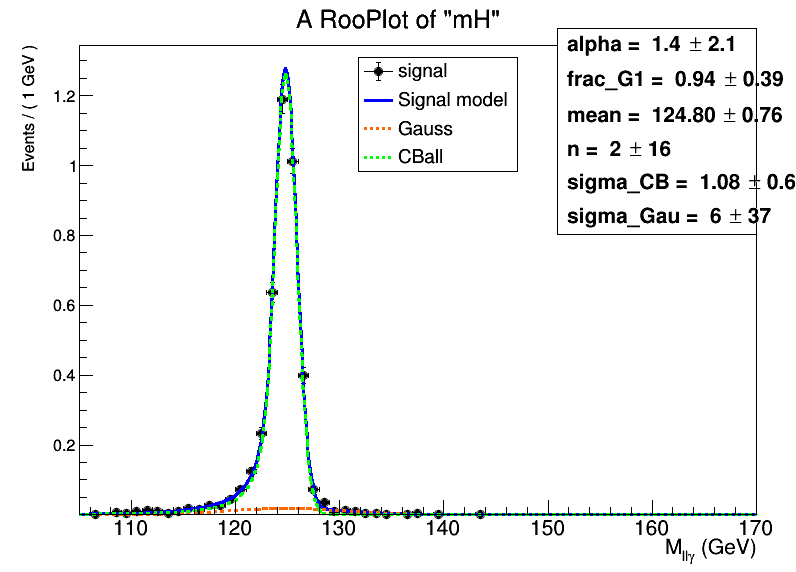 A RooPlot of "mH"
Events / ( 1 GeV )
1.2
1
0.8
0.6
0.4
0.2
signal
Signal model
Gauss
CBall
alpha = 1.4 ± 2.1
frac_G1 = 0.94 ± 0.39
mean = 124.80 ± 0.76
n = 2 ± 16
sigma_CB = 1.08 ± 0.6
sigma_Gau = 6 ± 37
110 120 130 140 150 160 170
M_{llγ} (GeV)